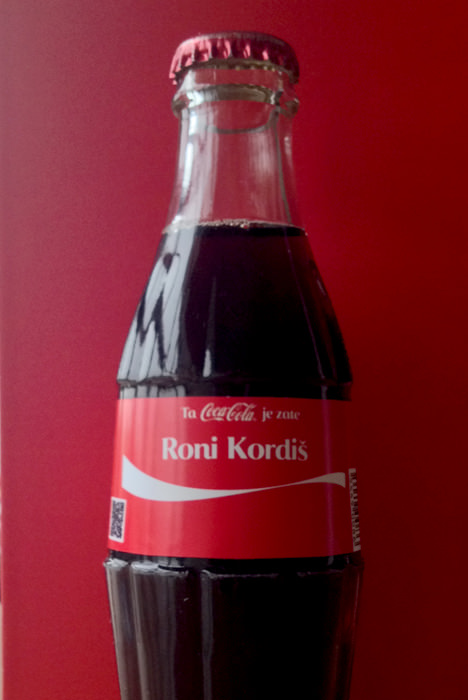 Ta Coca-Cola je zate
Roni Kordiš